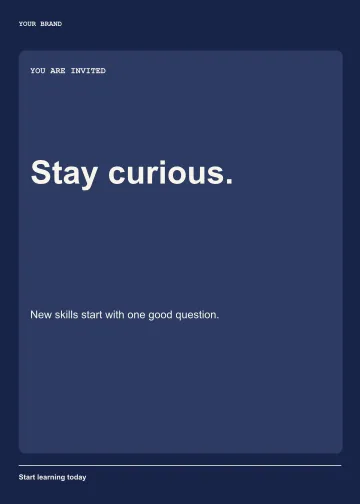 YOUR BRAND
YOU ARE INVITED
Stay curious.
New skills start with one good question.
Start learning today